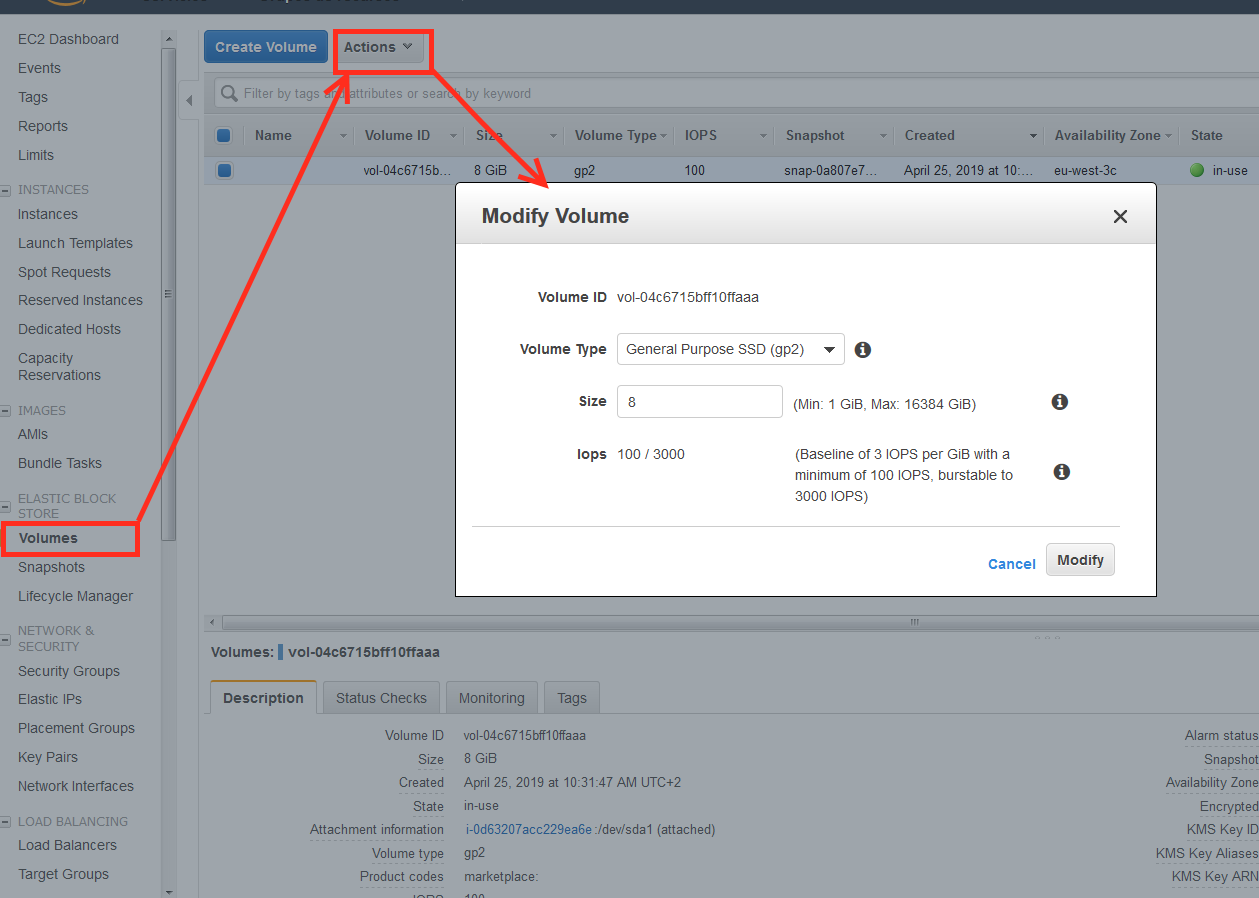 EC2 Dashboard
Events
Tags
Reports
Limits
INSTANCES
Instances
Launch Templates
Spot Requests
Reserved Instances
Dedicated Hosts
Capacity
Reservations
IMAGES
AMIs
Bundle Tasks
ELASTIC BLOCK
STORE
Volumes
Snapshots
Lifecycle Manager
NETWORK &
SECURITY
Security Groups
Elastic IPs
Placement Groups
Key Pairs
Network Interfaces
LOAD BALANCING
Load Balancers
Target Groups
Create Volume Actions
Filter by tags and attributes or search by keyword
Name Volume ID Size Volume Type IOPS Snapshot Created Availability Zone State
vol-04c6715b... 8 GiB gp2 100 snap-0a807e7... April 25, 2019 at 10:... eu-west-3c in-use
Modify Volume
Volume ID vol-04c6715bff10ffaaa
Volume Type General Purpose SSD (gp2)
Size 8 (Min: 1 GiB, Max: 16384 GiB)
Iops 100 / 3000 (Baseline of 3 IOPS per GiB with a
minimum of 100 IOPS, burstable to
3000 IOPS)
Cancel Modify
Volumes: vol-04c6715bff10ffaaa
Description Status Checks Monitoring Tags
Volume ID vol-04c6715bff10ffaaa Alarm status
Size 8 GiB Snapshot
Created April 25, 2019 at 10:31:47 AM UTC+2 Availability Zone
State in-use Encrypted
Attachment information i-0d63207acc229ea6e :/dev/sda1 (attached) KMS Key ID
Volume type gp2 KMS Key Aliases
Product codes marketplace: KMS Key ARN